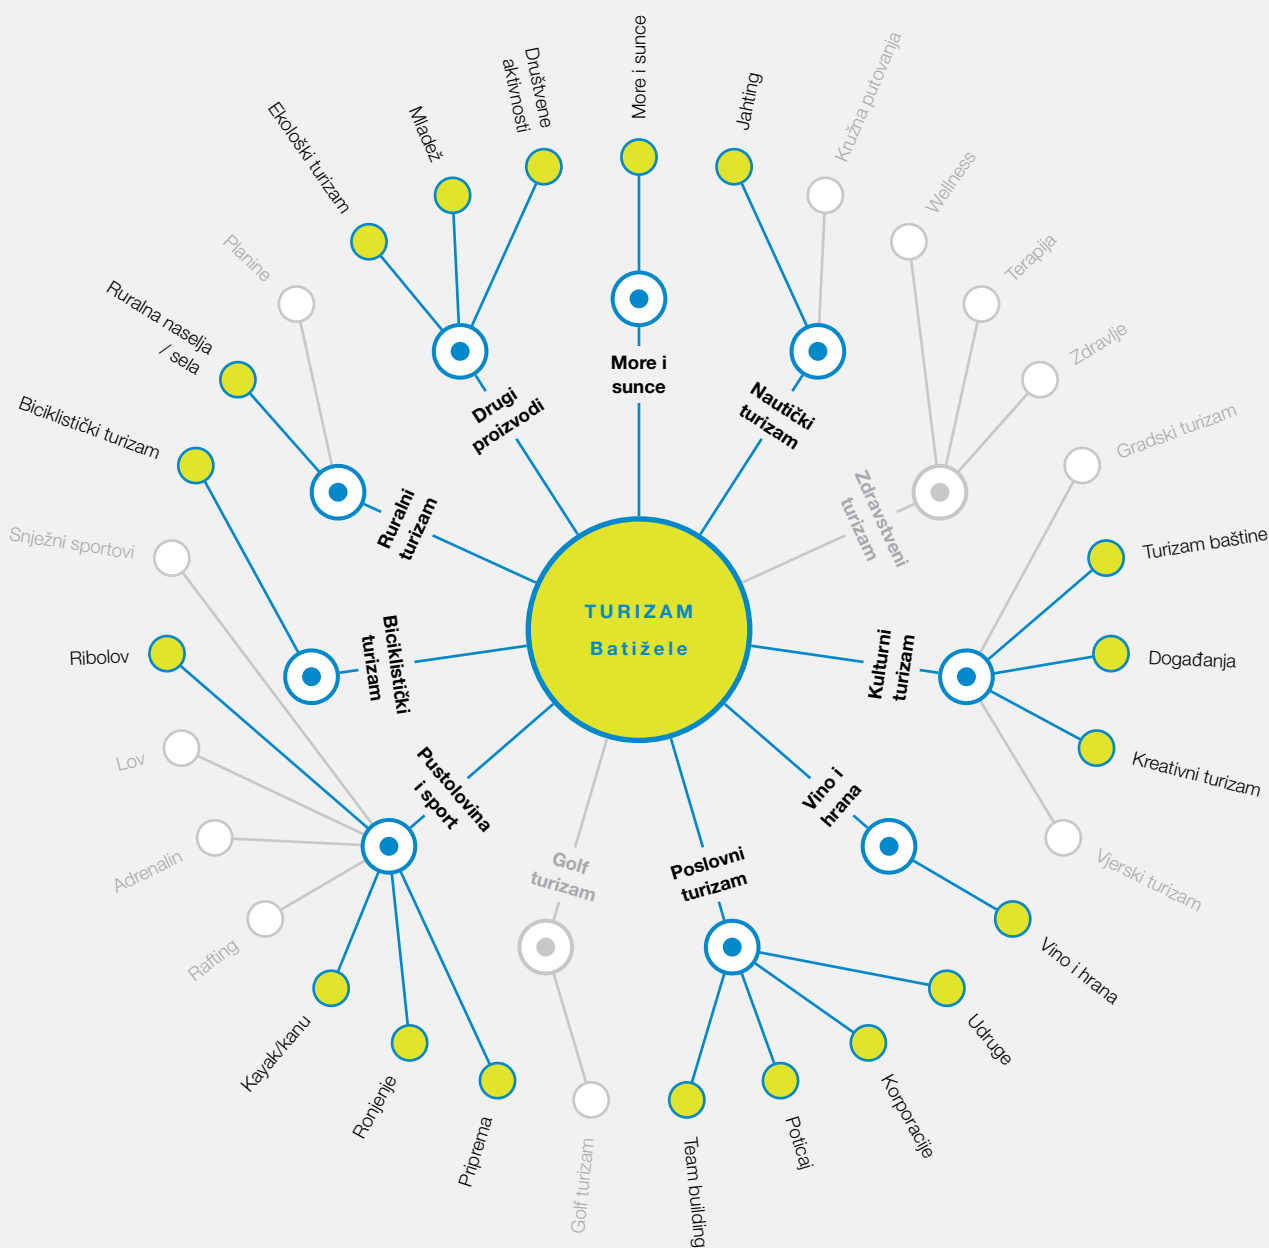 TURIZAM
Batižele
More i
sunce
More i sunce
Nautički
turizam
Jahting
Kružna putovanja
Zdravstveni
turizam
Wellness
Terapija
Zdravlje
Kulturni
turizam
Gradski turizam
Turizam baštine
Događanja
Kreativni turizam
Vjerski turizam
Vino i
hrana
Vino i hrana
Poslovni
turizam
Udruge
Korporacije
Poticaj
Team building
Golf
turizam
Golf turizam
Pustolovina
i sport
Priprema
Ronjenje
Kayak/kanu
Rafting
Adrenalin
Lov
Ribolov
Snježni sportovi
Biciklistički
turizam
Biciklistički turizam
Ruralni
turizam
Ruralna naselja
/ sela
Planine
Drugi
proizvodi
Ekološki turizam
Mladež
Društvene
aktivnosti